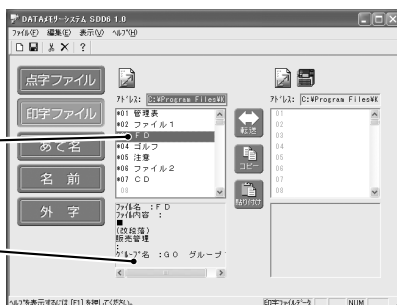 DATAﾒﾓﾘｰｼｽﾃﾑ SDD6 1.0
ﾌｧｲﾙ(F) 編集(E) 表示(V) ﾍﾙﾌﾟ(H)
点字ファイル
印字ファイル
あて名
名 前
外 字
ｱﾄﾞﾚｽ: C:¥Program Files¥K
*01 管理表
*02 ファイル1
FD
*04 ゴルフ
*05 注意
*06 ファイル2
*07 CD
08
ﾌｧｲﾙ名 :FD
ﾌｧｲﾙ内容 :
■
(改段落)
販売管理
:
ｸﾞﾙｰﾌﾟ名 :GO グループ
転送
コピー
貼り付け
ｱﾄﾞﾚｽ: C:¥Program Files¥K
01
02
03
04
05
06
07
08
ﾍﾙﾌﾟを表示するには [F1] を押してください。
印字ﾌｧｲﾙﾃﾞｰﾀ
NUM